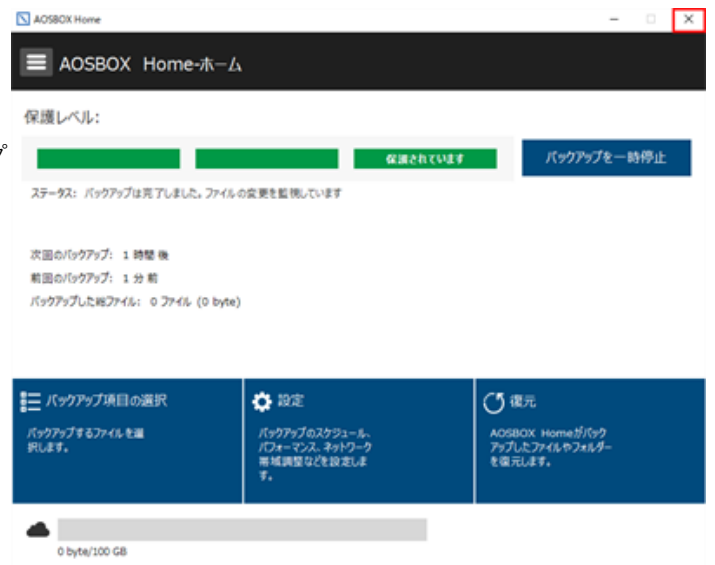 AOSBOX Home
AOSBOX Home-ホーム
保護レベル:
プ
保護されています
バックアップを一時停止
ステータス: バックアップは完了しました。ファイルの変更を監視しています
次回のバックアップ: 1 時間 後
前回のバックアップ: 1 分 前
バックアップした総ファイル: 0 ファイル (0 byte)
バックアップ項目の選択
バックアップするファイルを選
択します。
設定
バックアップのスケジュール、
パフォーマンス、ネットワーク
帯域調整などを設定しま
す。
復元
AOSBOX Homeがバック
アップしたファイルやフォルダー
を復元します。
0 byte/100 GB